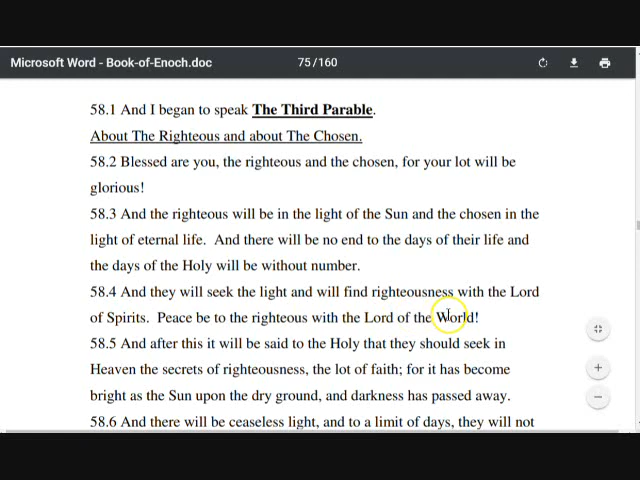 Microsoft Word - Book-of-Enoch.doc 75/160
58.1 And I began to speak The Third Parable.
About The Righteous and about The Chosen.
58.2 Blessed are you, the righteous and the chosen, for your lot will be
glorious!
58.3 And the righteous will be in the light of the Sun and the chosen in the
light of eternal life. And there will be no end to the days of their life and
the days of the Holy will be without number.
58.4 And they will seek the light and will find righteousness with the Lord
of Spirits. Peace be to the righteous with the Lord of the World!
58.5 And after this it will be said to the Holy that they should seek in
Heaven the secrets of righteousness, the lot of faith; for it has become
bright as the Sun upon the dry ground, and darkness has passed away.
58.6 And there will be ceaseless light, and to a limit of days, they will not